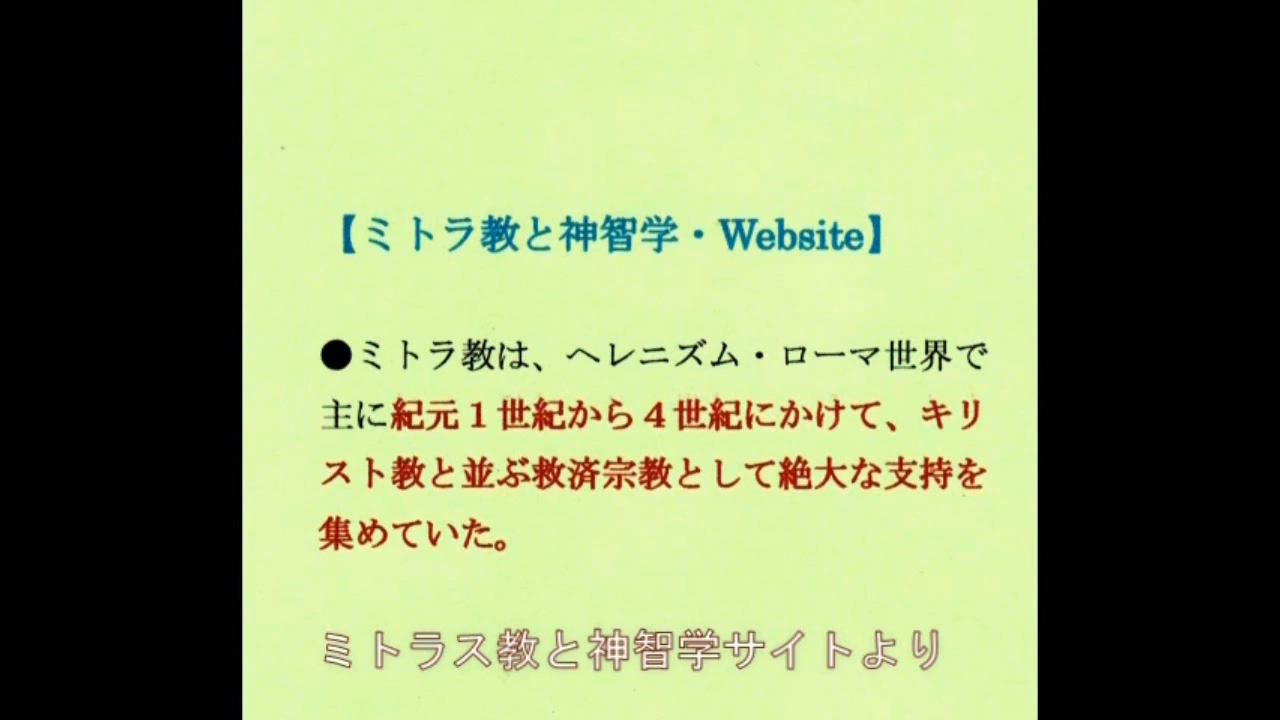 【ミトラ教と神智学・Website】
●ミトラ教は、ヘレニズム・ローマ世界で
主に紀元１世紀から４世紀にかけて、キリ
スト教と並ぶ救済宗教として絶大な支持を
集めていた。
ミトラス教と神智学サイトより